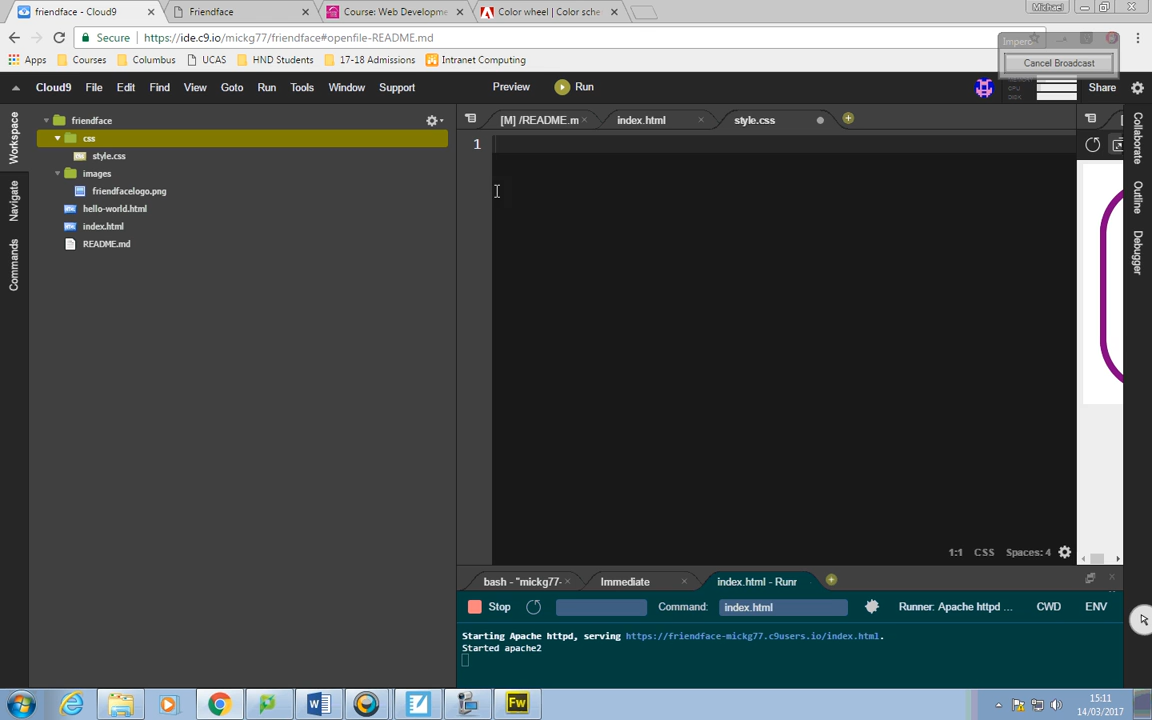 friendface - Cloud9
Friendface
Course: Web Developme
Color wheel | Color sche
Michael
Secure
https://ide.c9.io/mickg77/friendface#openfile-README.md
Impero
Apps
Courses
Columbus
UCAS
HND Students
17-18 Admissions
Intranet Computing
Cancel Broadcast
Cloud9
File
Edit
Find
View
Goto
Run
Tools
Window
Support
Preview
Run
CPU
DISK
Share
Workspace
Navigate
Commands
friendface
css
style.css
images
friendfacelogo.png
hello-world.html
index.html
README.md
[M] /README.m
index.html
style.css
1
Collaborate
Outline
Debugger
1:1
CSS
Spaces: 4
bash - "mickg77-
Immediate
index.html - Runr
Stop
Command:
index.html
Runner: Apache httpd ...
CWD
ENV
Starting Apache httpd, serving https://friendface-mickg77.c9users.io/index.html.
Started apache2
W
Fw
15:11
14/03/2017